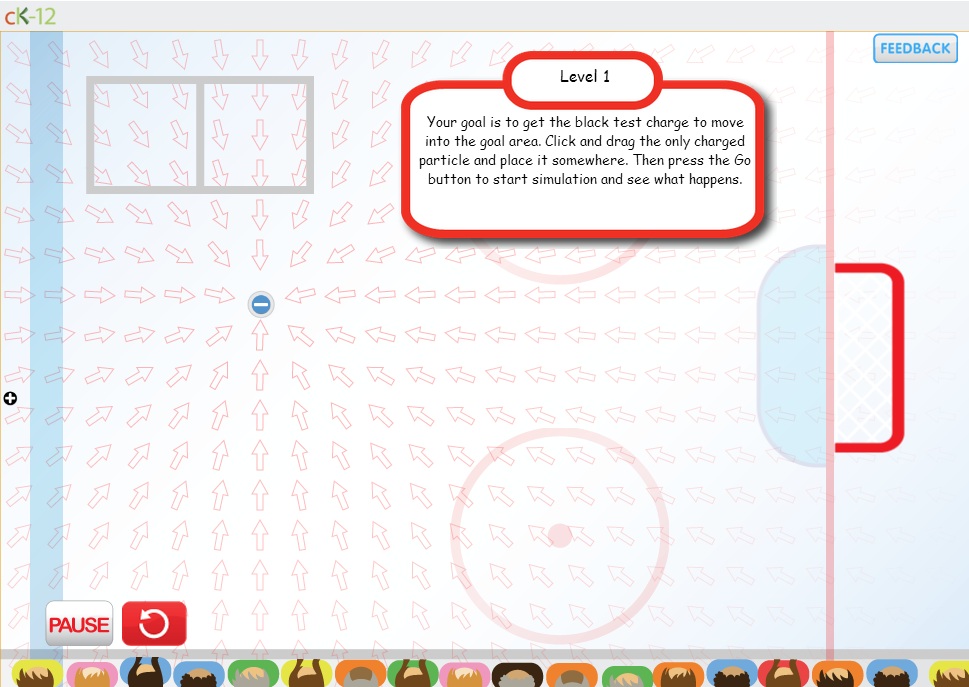 cK-12
FEEDBACK
Level 1
Your goal is to get the black test charge to move
into the goal area. Click and drag the only charged
particle and place it somewhere. Then press the Go
button to start simulation and see what happens.
PAUSE